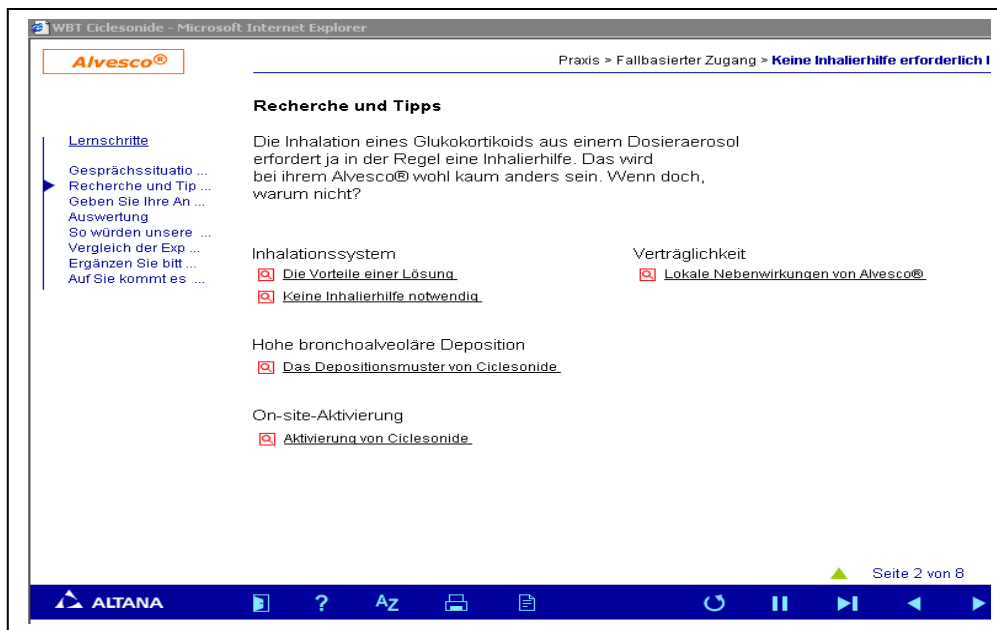 WBT Ciclesonide - Microsoft Internet Explorer
Alvesco®
Praxis > Fallbasierter Zugang > Keine Inhalierhilfe erforderlich I
Recherche und Tipps
Lernschritte
Gesprächssituatio ...
Recherche und Tip ...
Geben Sie Ihre An ...
Auswertung
So würden unsere ...
Vergleich der Exp ...
Ergänzen Sie bitt ...
Auf Sie kommt es ...
Die Inhalation eines Glukokortikoids aus einem Dosieraerosol
erfordert ja in der Regel eine Inhalierhilfe. Das wird
bei ihrem Alvesco® wohl kaum anders sein. Wenn doch,
warum nicht?
Inhalationssystem
Die Vorteile einer Lösung
Keine Inhalierhilfe notwendig
Verträglichkeit
Lokale Nebenwirkungen von Alvesco®
Hohe bronchoalveoläre Deposition
Das Depositionsmuster von Ciclesonide
On-site-Aktivierung
Aktivierung von Ciclesonide
Seite 2 von 8
ALTANA
? AZ